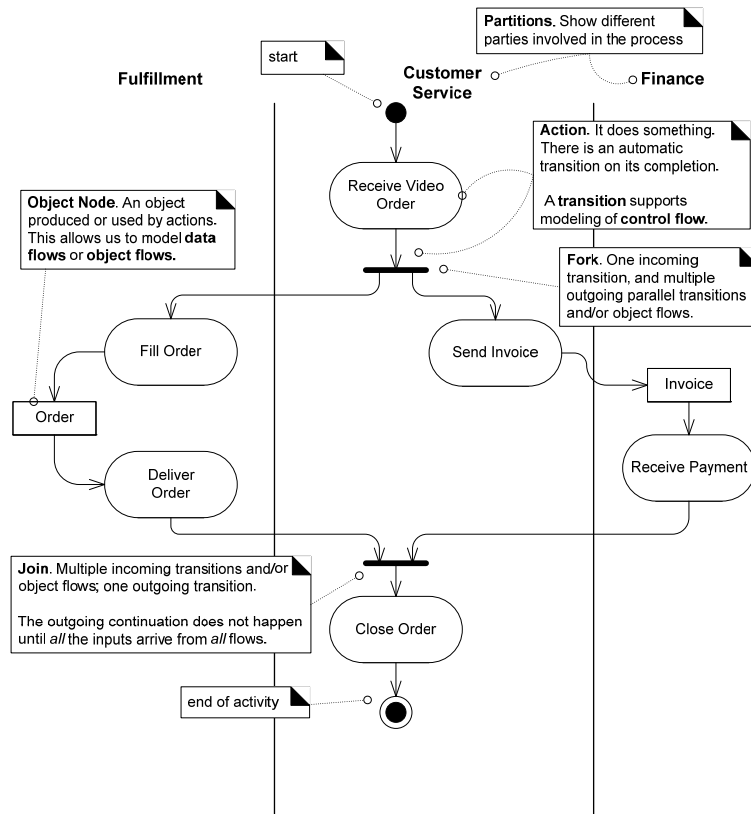 Partitions. Show different
parties involved in the process
start
Fulfillment
Customer
Service
Finance
Action. It does something.
There is an automatic
transition on its completion.
A transition supports
modeling of control flow.
Receive Video
Order
Object Node. An object
produced or used by actions.
This allows us to model data
flows or object flows.
Fork. One incoming
transition, and multiple
outgoing parallel transitions
and/or object flows.
Fill Order
Send Invoice
Invoice
Order
Deliver
Order
Receive Payment
Join. Multiple incoming transitions and/or
object flows; one outgoing transition.
The outgoing continuation does not happen
until all the inputs arrive from all flows.
Close Order
end of activity